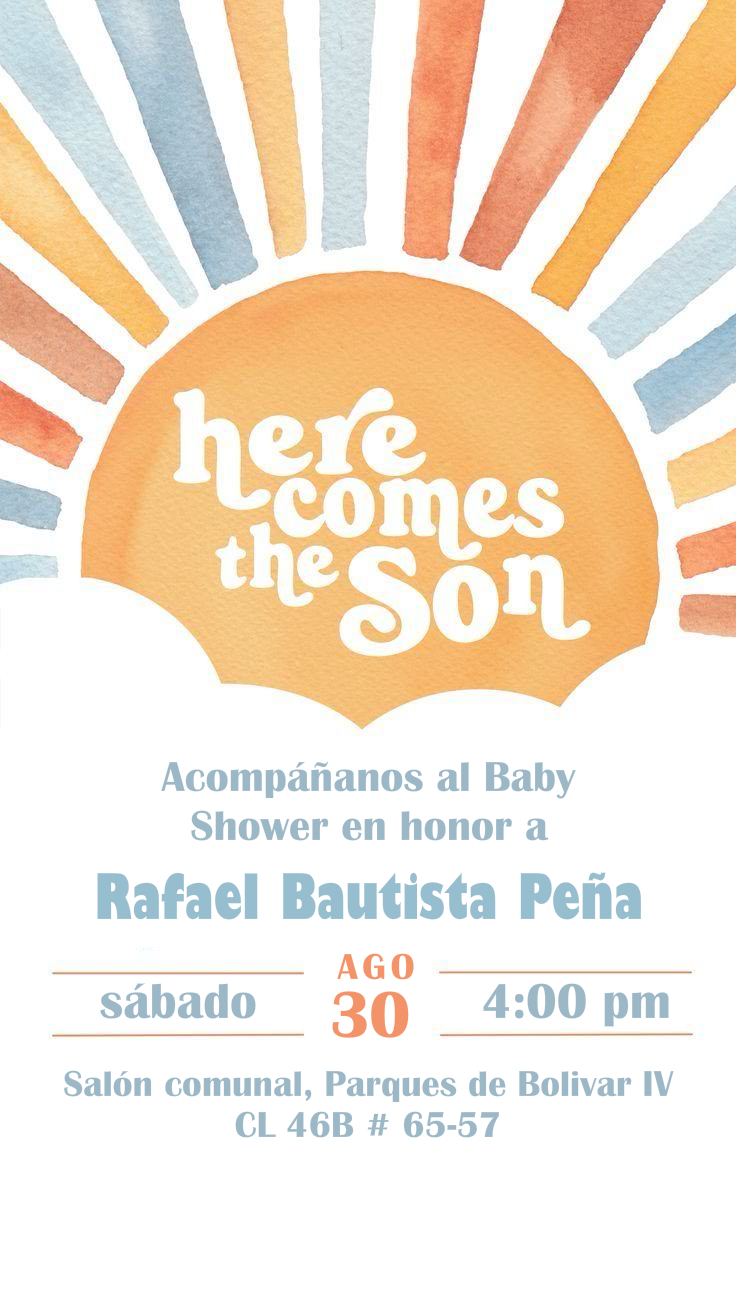 here
comes
the Son
Acompáñanos al Baby
Shower en honor a
Rafael Bautista Peña
sábado
AGO
30
4:00 pm
Salón comunal, Parques de Bolivar IV
CL 46B # 65-57